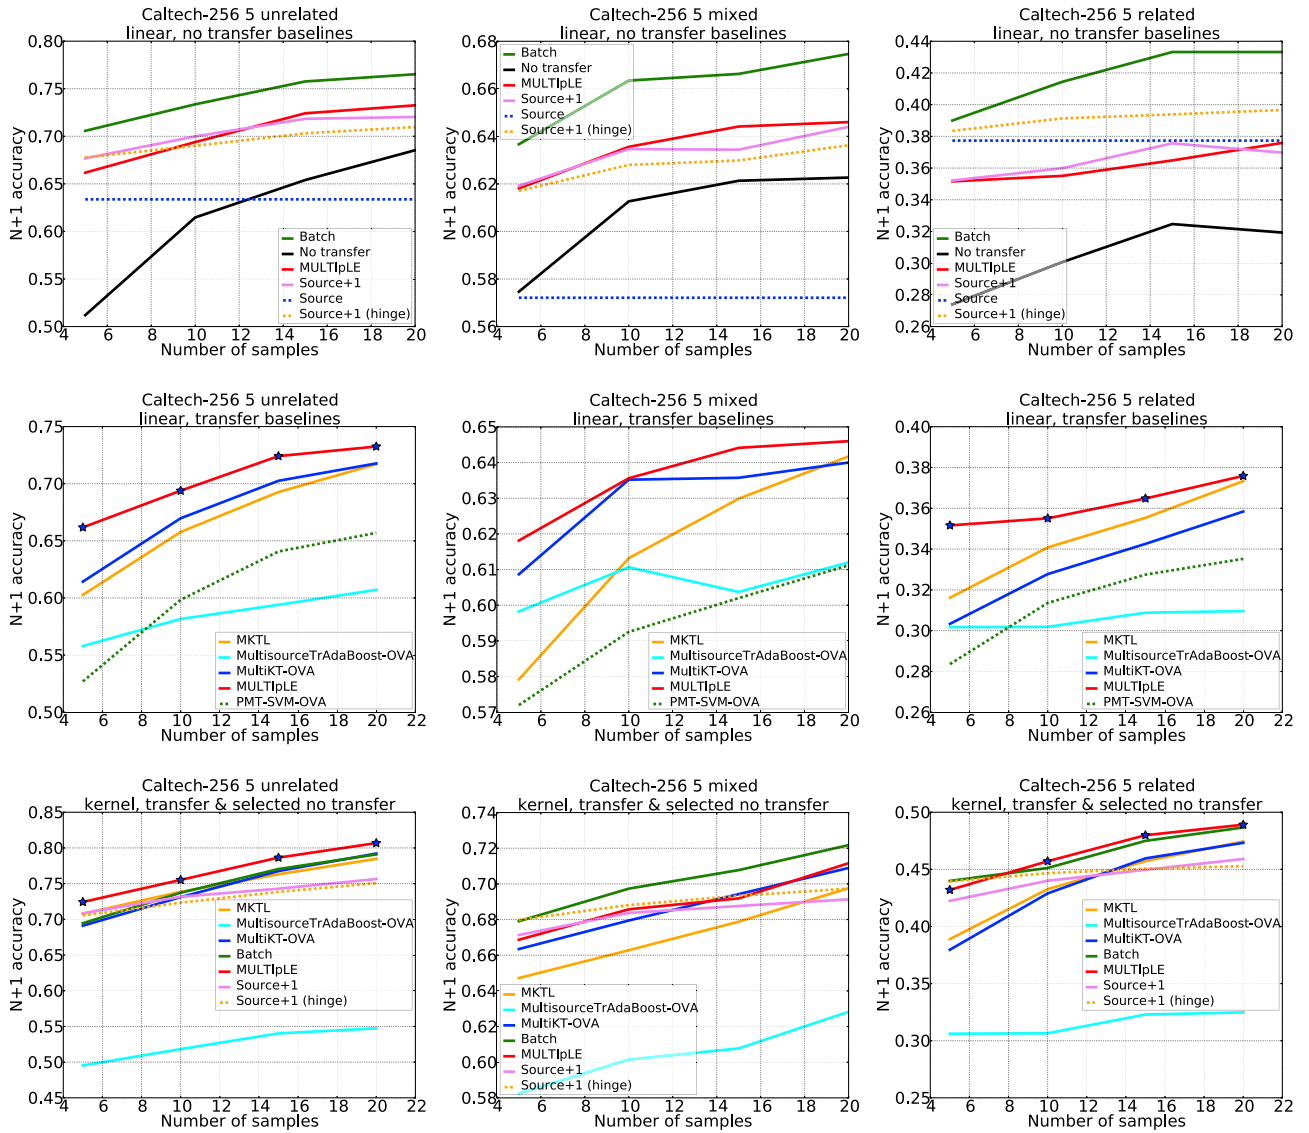 Caltech-256 5 unrelated
linear, no transfer baselines
N+1 accuracy
0.80
0.75
0.70
0.65
0.60
0.55
0.50
Batch
No transfer
MULTIpLE
Source+1
Source
Source+1 (hinge)
4 6 8 10 12 14 16 18 20
Number of samples
Caltech-256 5 mixed
linear, no transfer baselines
N+1 accuracy
0.68
0.66
0.64
0.62
0.60
0.58
0.56
Batch
No transfer
MULTIpLE
Source+1
Source
Source+1 (hinge)
4 6 8 10 12 14 16 18 20
Number of samples
Caltech-256 5 related
linear, no transfer baselines
N+1 accuracy
0.44
0.42
0.40
0.38
0.36
0.34
0.32
0.30
0.28
0.26
Batch
No transfer
MULTIpLE
Source+1
Source
Source+1 (hinge)
4 6 8 10 12 14 16 18 20
Number of samples
Caltech-256 5 unrelated
linear, transfer baselines
N+1 accuracy
0.75
0.70
0.65
0.60
0.55
0.50
MKTL
MultisourceTrAdaBoost-OVA
MultiKT-OVA
MULTIpLE
PMT-SVM-OVA
4 6 8 10 12 14 16 18 20 22
Number of samples
Caltech-256 5 mixed
linear, transfer baselines
N+1 accuracy
0.65
0.64
0.63
0.62
0.61
0.60
0.59
0.58
0.57
MKTL
MultisourceTrAdaBoost-OVA
MultiKT-OVA
MULTIpLE
PMT-SVM-OVA
4 6 8 10 12 14 16 18 20
Number of samples
Caltech-256 5 related
linear, transfer baselines
N+1 accuracy
0.40
0.38
0.36
0.34
0.32
0.30
0.28
0.26
MKTL
MultisourceTrAdaBoost-OVA
MultiKT-OVA
MULTIpLE
PMT-SVM-OVA
4 6 8 10 12 14 16 18 20 22
Number of samples
Caltech-256 5 unrelated
kernel, transfer & selected no transfer
N+1 accuracy
0.85
0.80
0.75
0.70
0.65
0.60
0.55
0.50
0.45
MKTL
MultisourceTrAdaBoost-OVA
MultiKT-OVA
Batch
MULTIpLE
Source+1
Source+1 (hinge)
4 6 8 10 12 14 16 18 20 22
Number of samples
Caltech-256 5 mixed
kernel, transfer & selected no transfer
N+1 accuracy
0.74
0.72
0.70
0.68
0.66
0.64
0.62
0.60
0.58
MKTL
MultisourceTrAdaBoost-OVA
MultiKT-OVA
Batch
MULTIpLE
Source+1
Source+1 (hinge)
4 6 8 10 12 14 16 18 20
Number of samples
Caltech-256 5 related
kernel, transfer & selected no transfer
N+1 accuracy
0.50
0.45
0.40
0.35
0.30
0.25
MKTL
MultisourceTrAdaBoost-OVA
MultiKT-OVA
Batch
MULTIpLE
Source+1
Source+1 (hinge)
4 6 8 10 12 14 16 18 20 22
Number of samples